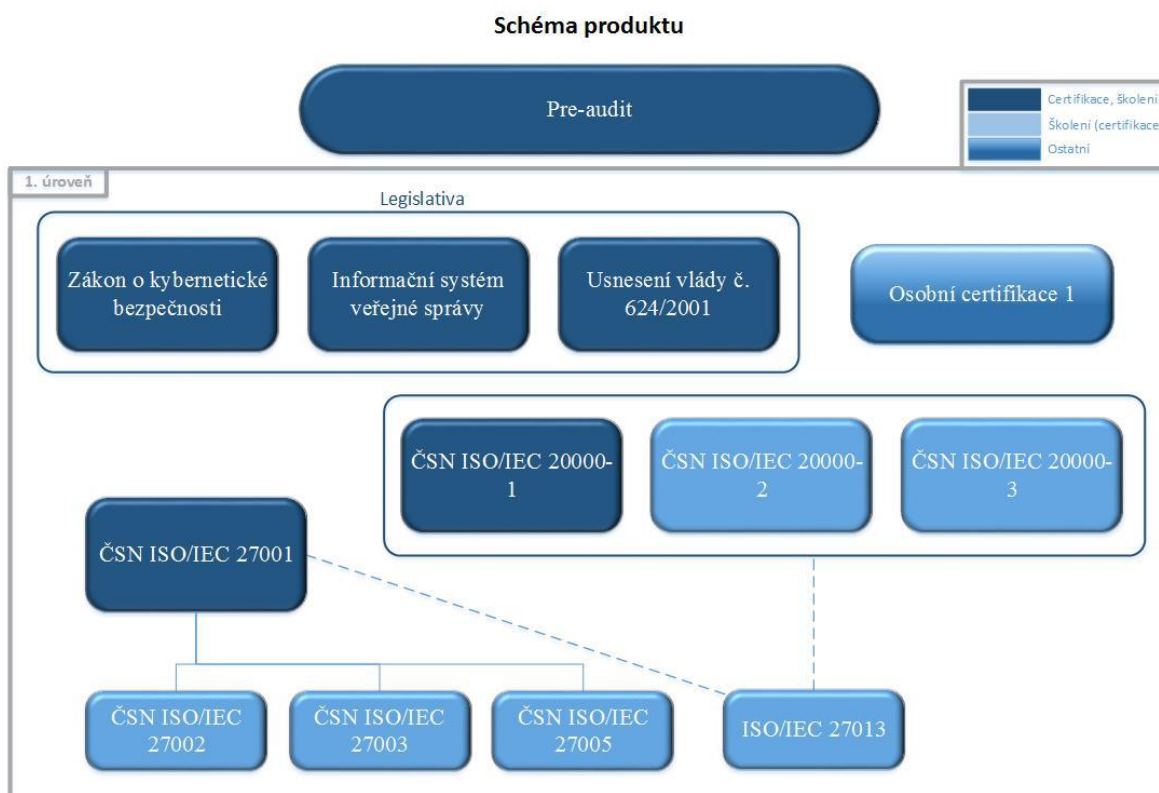 Schéma produktu
Pre-audit
Certifikace, školení
Školení (certifikace
Ostatní
1. úroveň
Legislativa
Zákon o kybernetické
bezpečnosti
Informační systém
veřejné správy
Usnesení vlády č.
624/2001
Osobní certifikace 1
ČSN ISO/IEC 20000-
1
ČSN ISO/IEC 20000-
2
ČSN ISO/IEC 20000-
3
ČSN ISO/IEC 27001
ČSN ISO/IEC
27002
ČSN ISO/IEC
27003
ČSN ISO/IEC
27005
ISO/IEC 27013